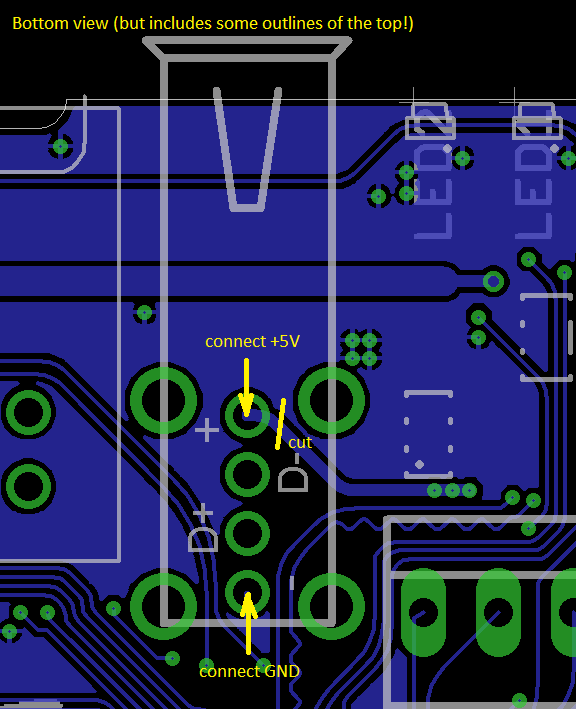 Bottom view (but includes some outlines of the top!)
LED2
LED
connect +5V
+
cut
D-
D+
connect GND